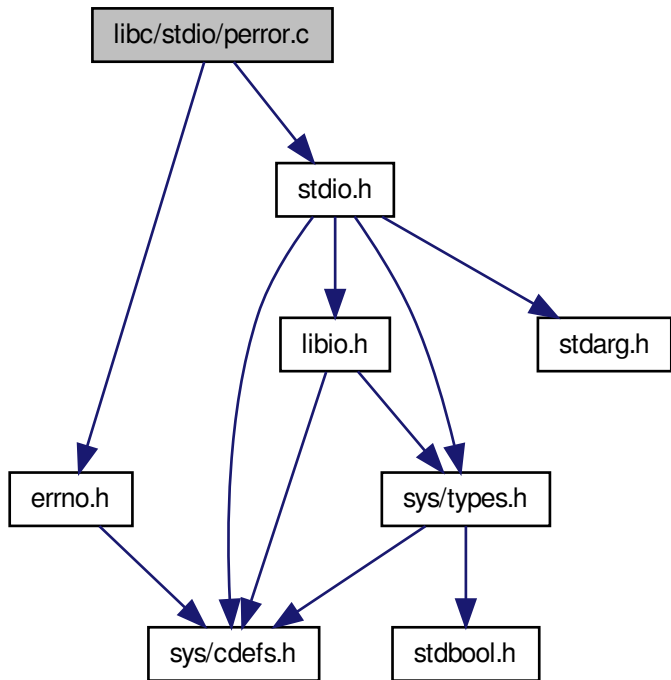 libc/stdio/perror.c
stdio.h
libio.h
stdarg.h
errno.h
sys/types.h
sys/cdefs.h
stdbool.h